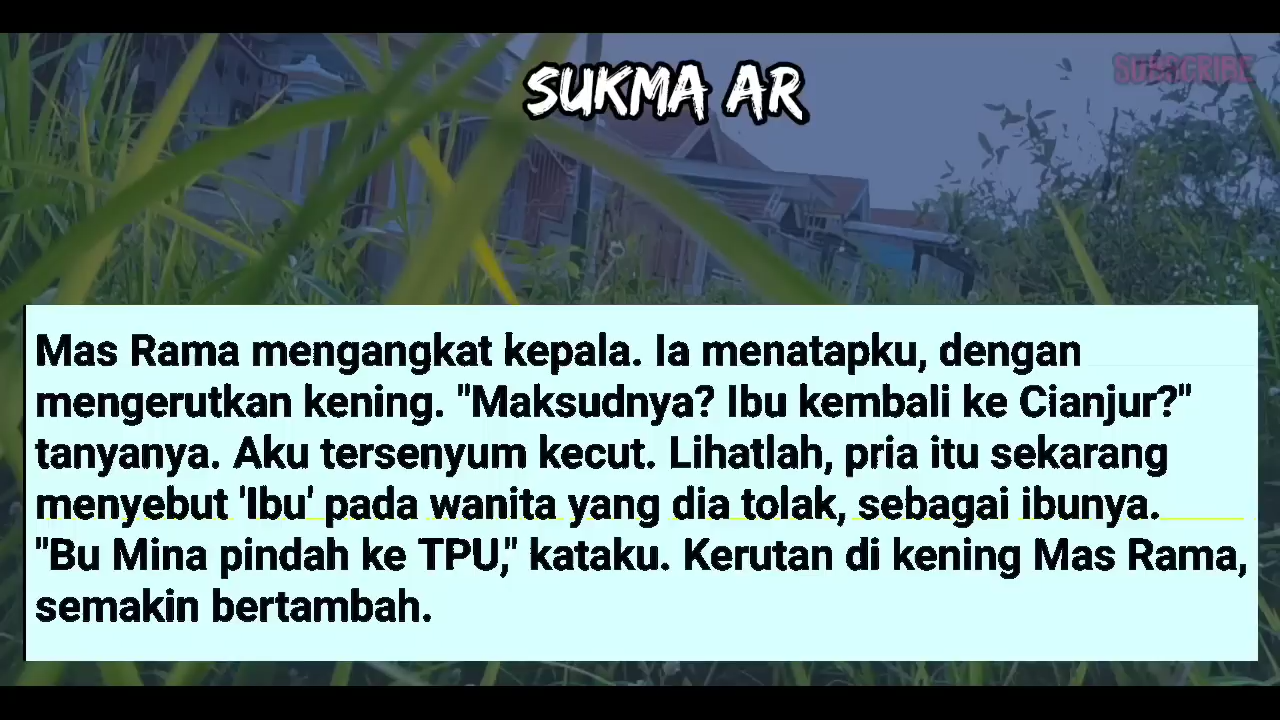 SUKMA AR
SUBSCRIBE
Mas Rama mengangkat kepala. Ia menatapku, dengan
mengerutkan kening. "Maksudnya? Ibu kembali ke Cianjur?"
tanyanya. Aku tersenyum kecut. Lihatlah, pria itu sekarang
menyebut 'Ibu' pada wanita yang dia tolak, sebagai ibunya.
"Bu Mina pindah ke TPU," kataku. Kerutan di kening Mas Rama,
semakin bertambah.